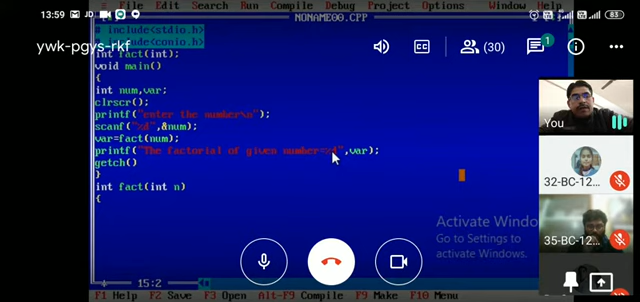 13:59
83
File Edit Search Run Compile Debug Project Options
NONAME00.CPP
ywk-pgys-rkf
CC
(30)
1
# include<stdio.h>
# include<conio.h>
int fact(int);
void main()
{
int num,var;
clrscr();
printf("enter the number\n");
scanf("%d",&num);
var=fact(num);
printf("The factorial of given number=%d",var);
getch()
}
int fact(int n)
{
You
32-BC-12...
35-BC-12...
Activate Windo
Go to Settings to
activate Windows.
15:2
F1 Help F2 Save F3 Open Alt-F9 Compile F9 Make F10 Menu